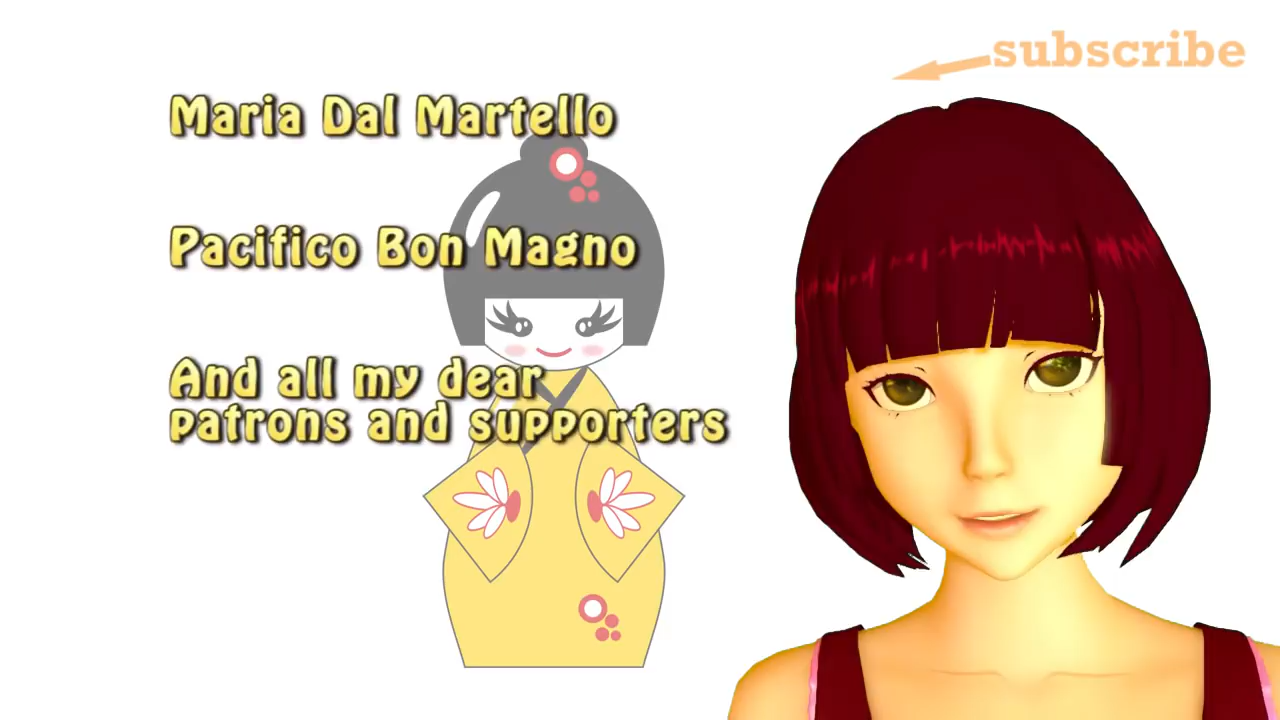 subscribe
Maria Dal Martello
Pacifico Bon Magno
And all my dear
patrons and supporters